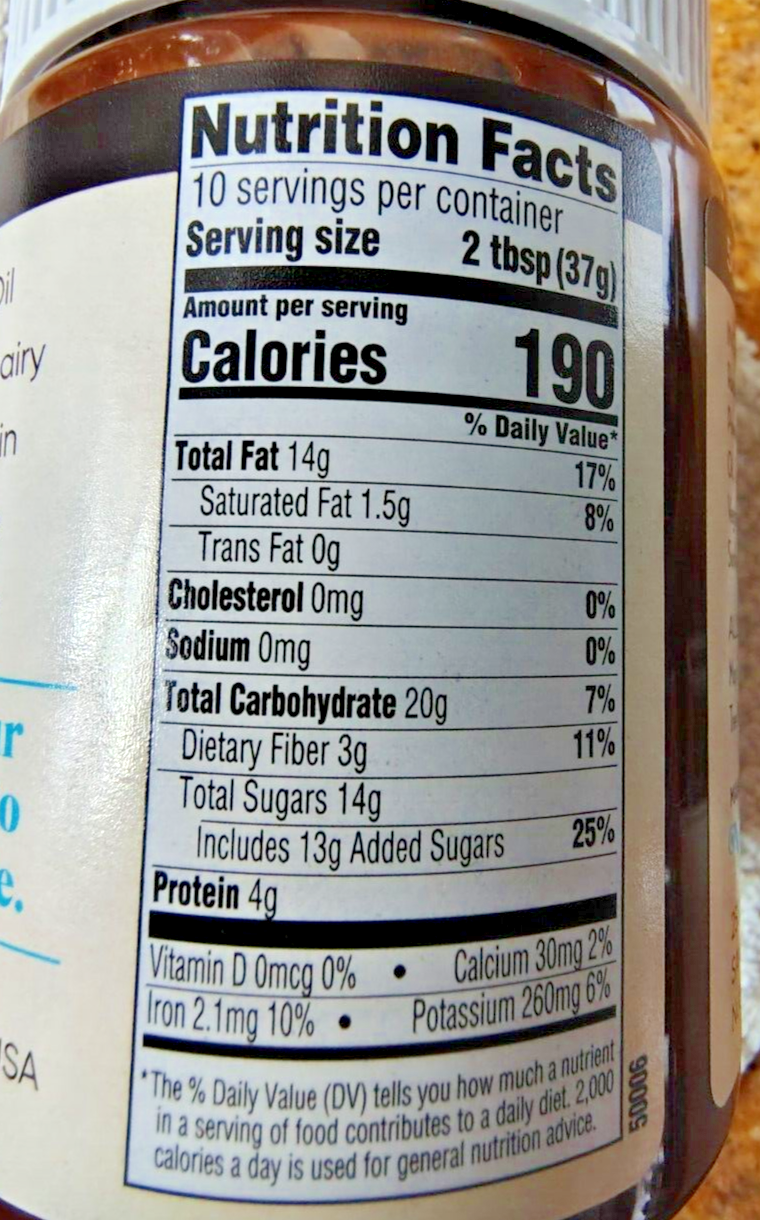 Nutrition Facts
10 servings per container
Serving size 2 tbsp (37g)
Amount per serving
Calories 190
% Daily Value*
Total Fat 14g 17%
Saturated Fat 1.5g 8%
Trans Fat 0g
Cholesterol 0mg 0%
Sodium 0mg 0%
Total Carbohydrate 20g 7%
Dietary Fiber 3g 11%
Total Sugars 14g
Includes 13g Added Sugars 25%
Protein 4g
Vitamin D 0mcg 0% • Calcium 30mg 2%
Iron 2.1mg 10% • Potassium 260mg 6%
*The % Daily Value (DV) tells you how much a nutrient
in a serving of food contributes to a daily diet. 2,000
calories a day is used for general nutrition advice.
50006